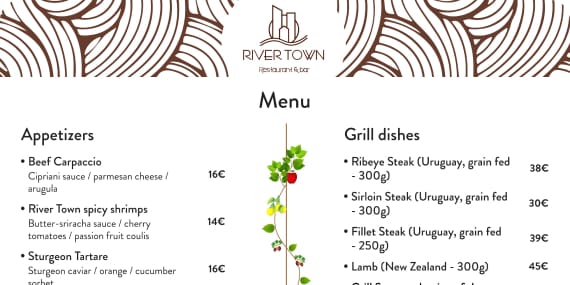 RIVER TOWN
Restaurant & bar
Menu
Appetizers
• Beef Carpaccio
Cipriani sauce / parmesan cheese /
arugula
16€
• River Town spicy shrimps
Butter-sriracha sauce / cherry
tomatoes / passion fruit coulis
14€
• Sturgeon Tartare
Sturgeon caviar / orange / cucumber
sorbet
16€
Grill dishes
• Ribeye Steak (Uruguay, grain fed
- 300g)
38€
• Sirloin Steak (Uruguay, grain fed
- 300g)
30€
• Fillet Steak (Uruguay, grain fed
- 250g)
39€
• Lamb (New Zealand - 300g)
45€